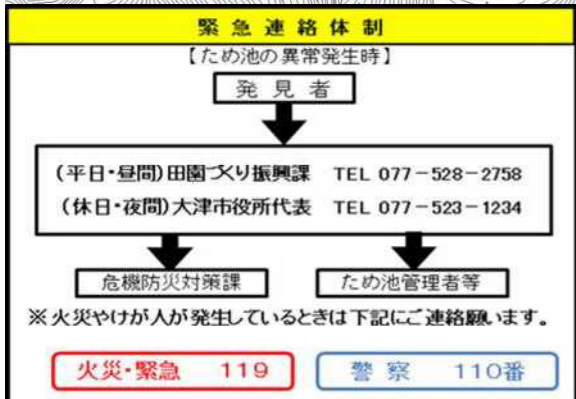 緊急連絡体制
【ため池の異常発生時】
発見者
(平日・昼間)田園づくり振興課 TEL 077-528-2758
(休日・夜間)大津市役所代表 TEL 077-523-1234
危機防災対策課 ため池管理者等
※火災やけが人が発生しているときは下記にご連絡願います。
火災・緊急 119 警察 110番